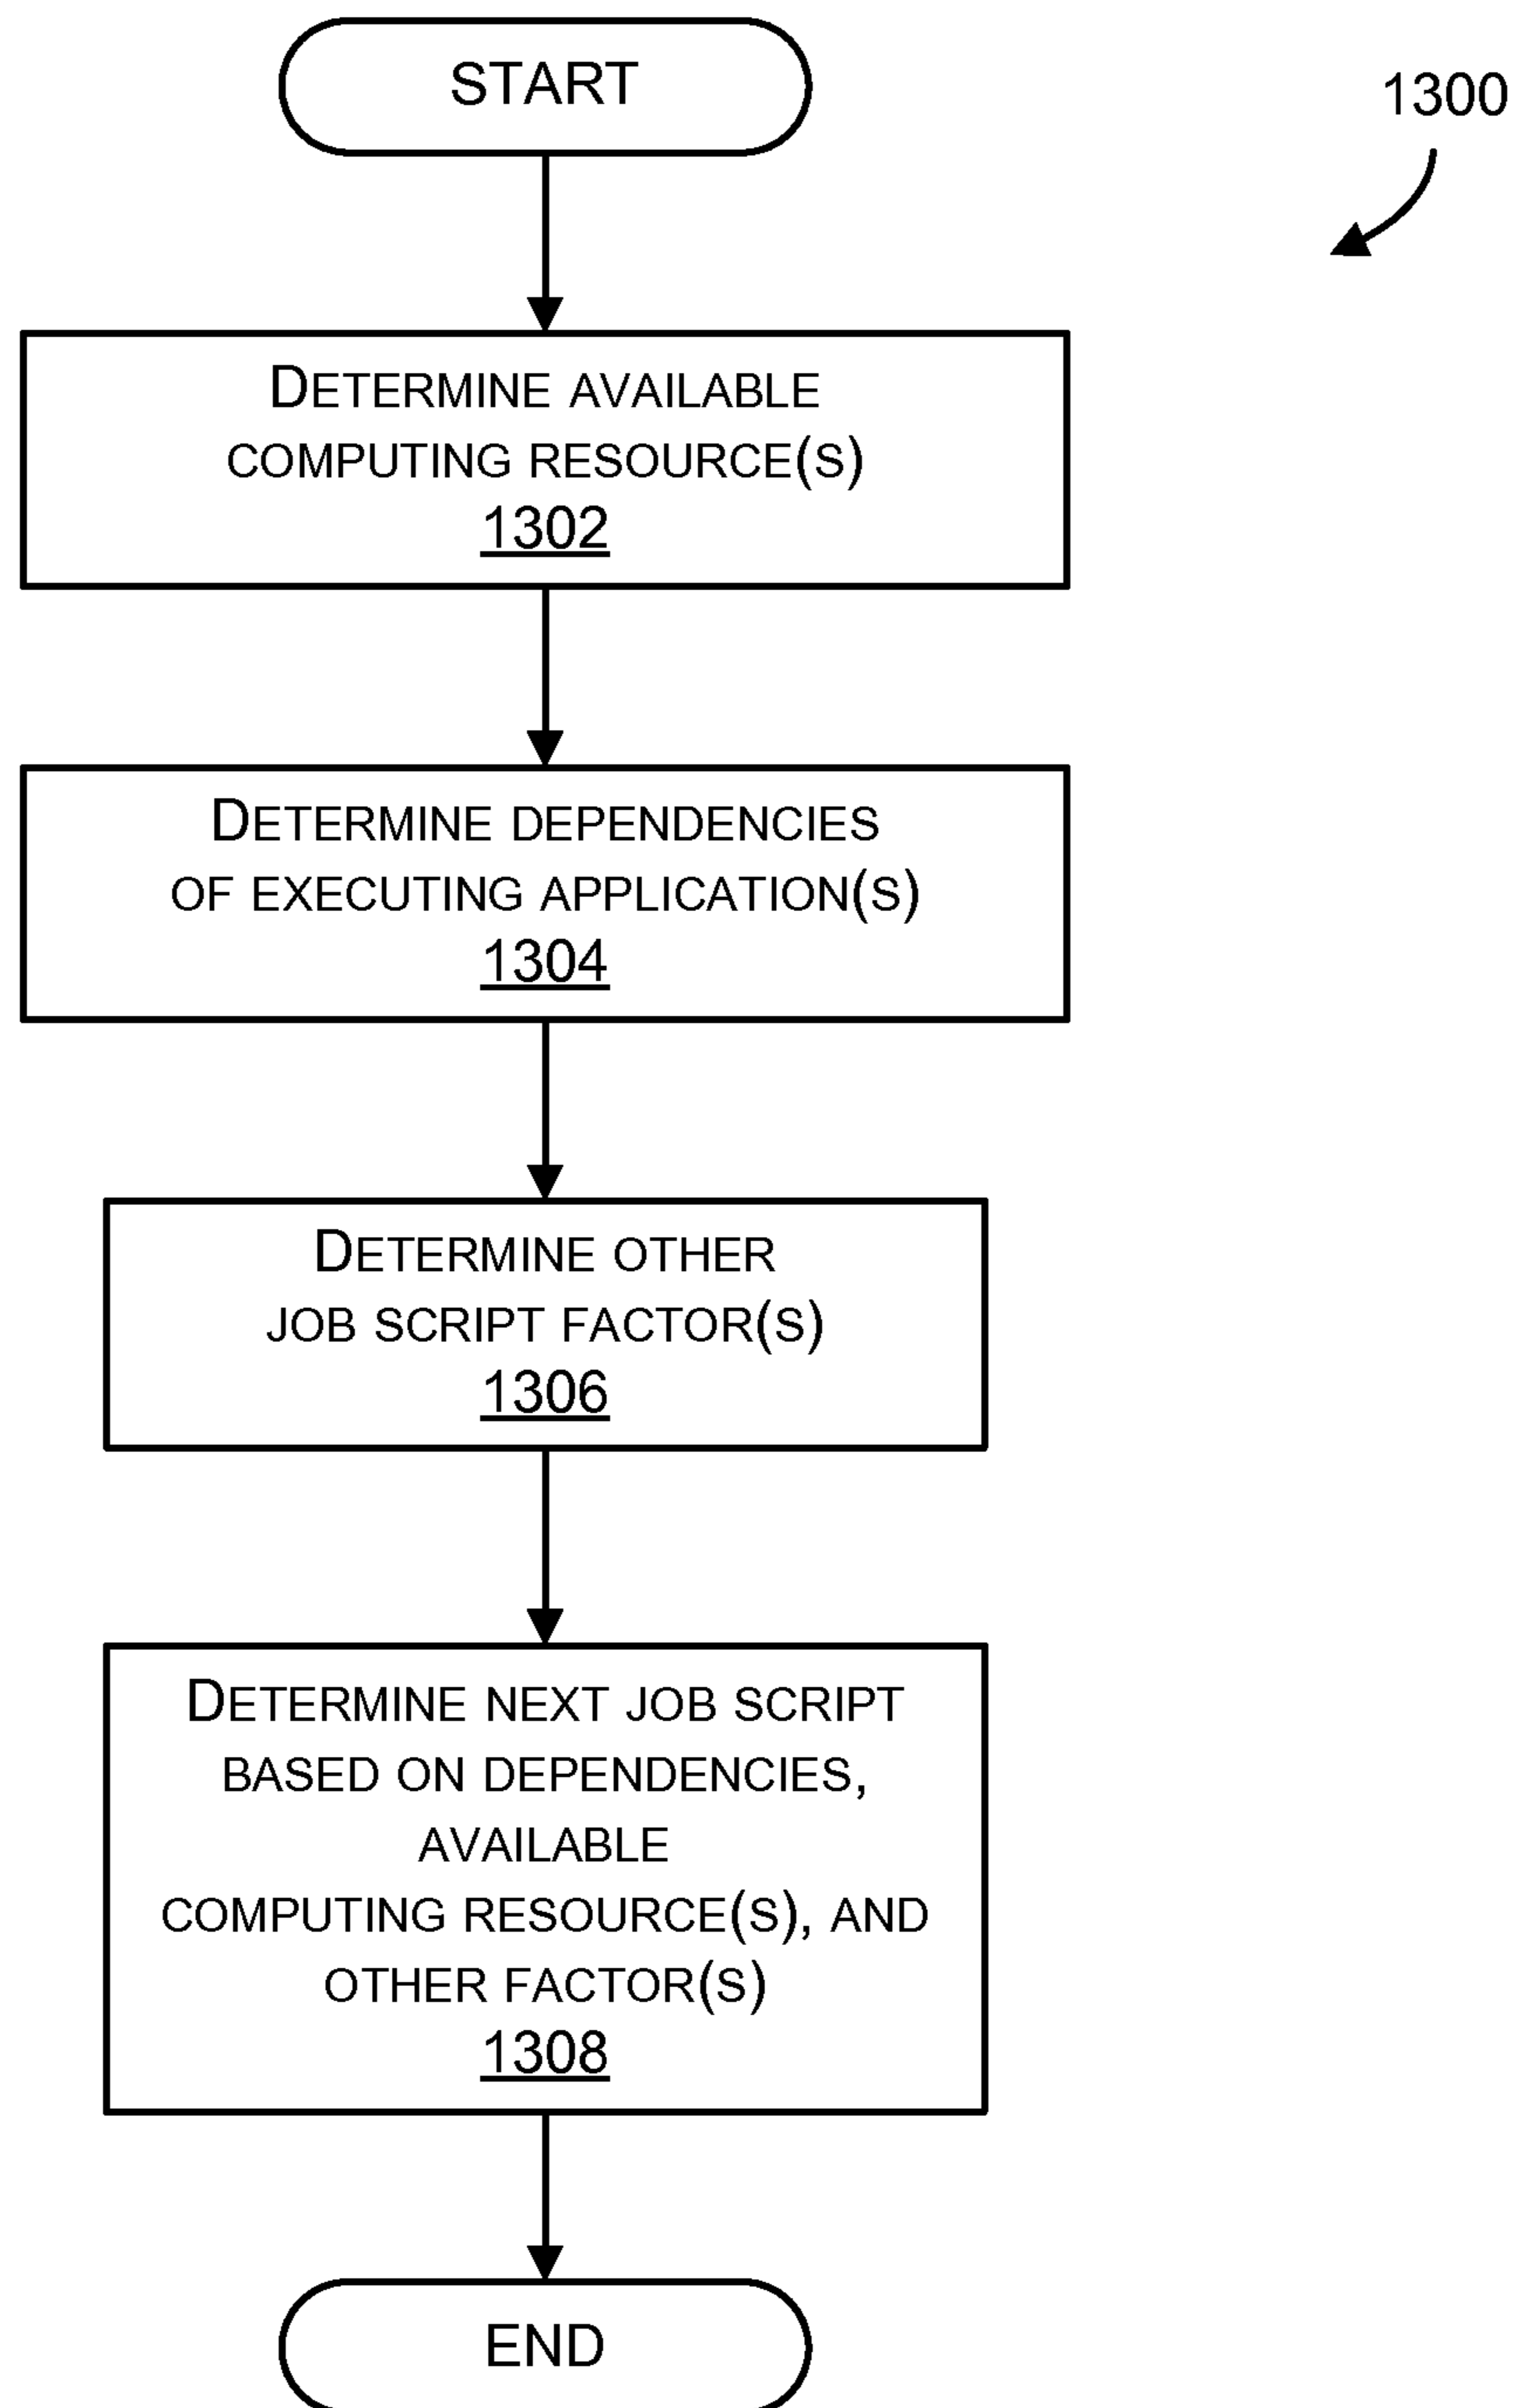 START
1300
DETERMINE AVAILABLE
COMPUTING RESOURCE(S)
1302
DETERMINE DEPENDENCIES
OF EXECUTING APPLICATION(S)
1304
DETERMINE OTHER
JOB SCRIPT FACTOR(S)
1306
DETERMINE NEXT JOB SCRIPT
BASED ON DEPENDENCIES,
AVAILABLE
COMPUTING RESOURCE(S), AND
OTHER FACTOR(S)
1308
END